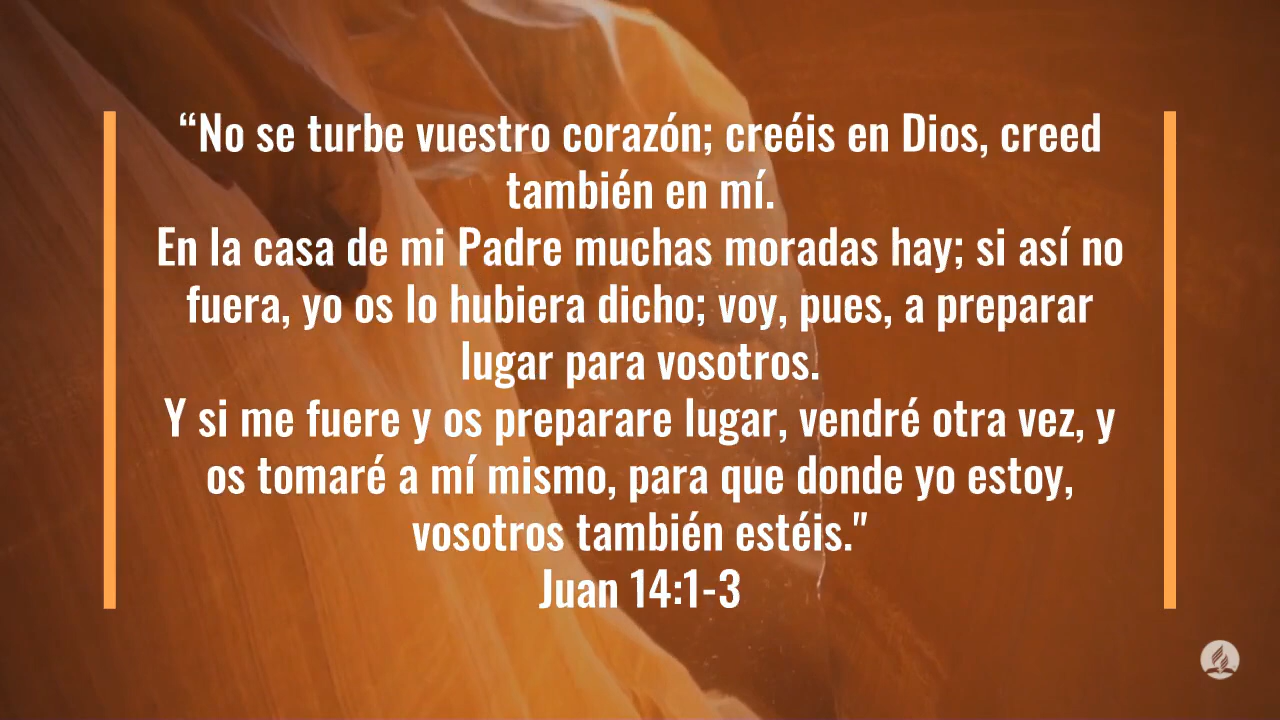 “No se turbe vuestro corazón; creéis en Dios, creed
también en mí.
En la casa de mi Padre muchas moradas hay; si así no
fuera, yo os lo hubiera dicho; voy, pues, a preparar
lugar para vosotros.
Y si me fuere y os preparare lugar, vendré otra vez, y
os tomaré a mí mismo, para que donde yo estoy,
vosotros también estéis."
Juan 14:1-3